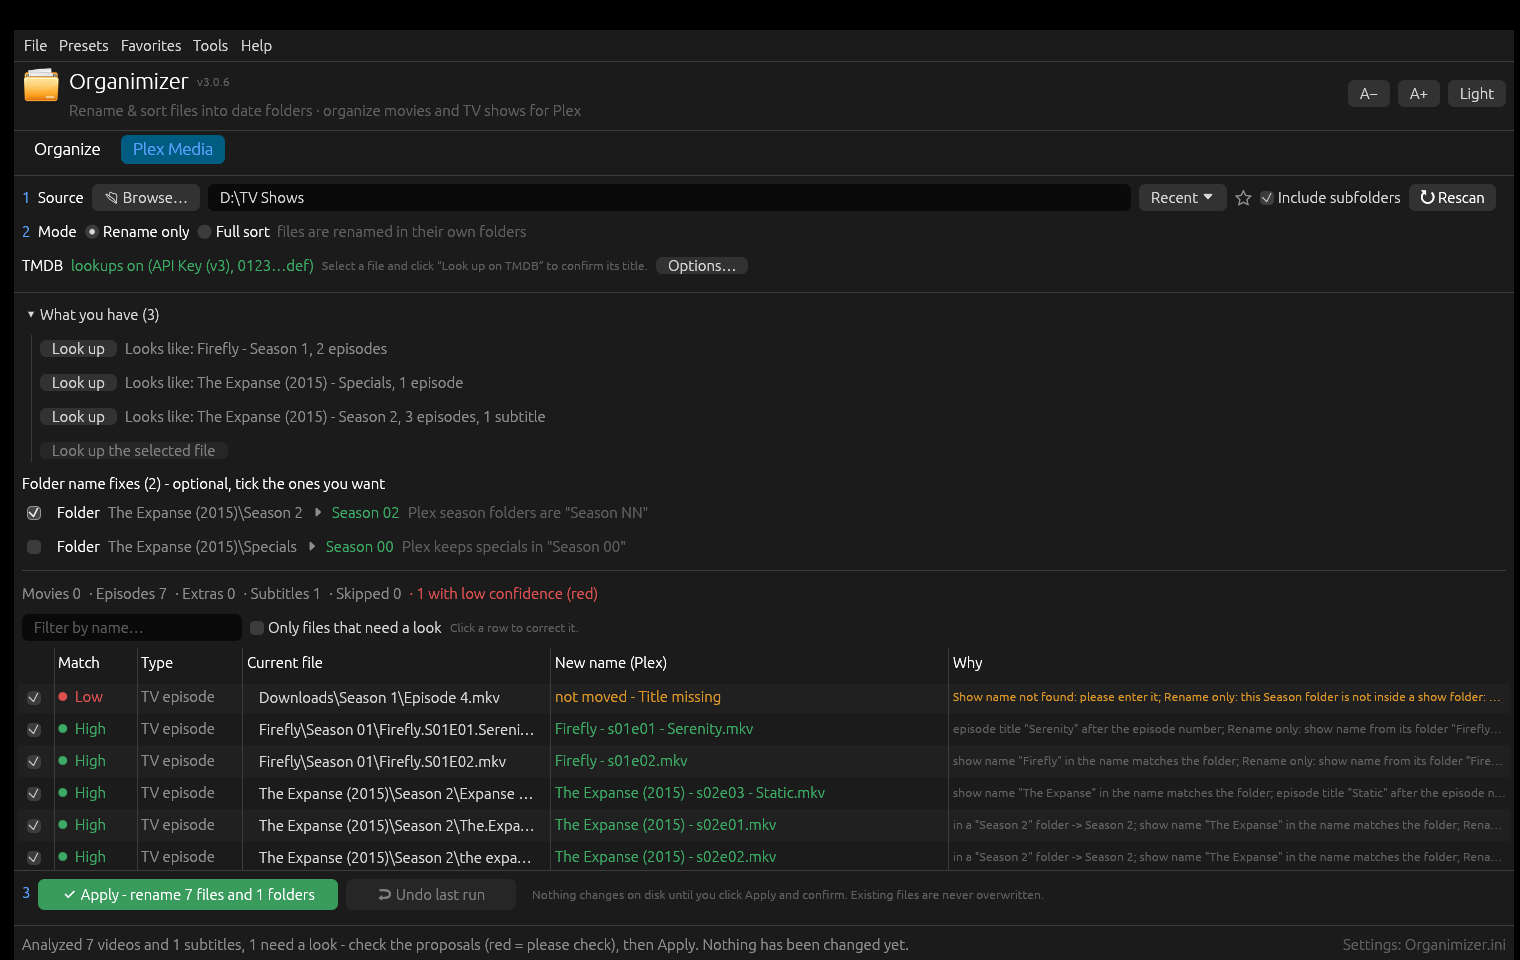 File Presets Favorites Tools Help
Organimizer v3.0.6
Rename & sort files into date folders · organize movies and TV shows for Plex
A− A+ Light
Organize Plex Media
1 Source Browse... D:\TV Shows Recent Include subfolders Rescan
2 Mode Rename only Full sort files are renamed in their own folders
TMDB lookups on (API Key (v3), 0123...def) Select a file and click "Look up on TMDB" to confirm its title. Options...
What you have (3)
Look up Looks like: Firefly - Season 1, 2 episodes
Look up Looks like: The Expanse (2015) - Specials, 1 episode
Look up Looks like: The Expanse (2015) - Season 2, 3 episodes, 1 subtitle
Look up the selected file
Folder name fixes (2) - optional, tick the ones you want
Folder The Expanse (2015)\Season 2 Season 02 Plex season folders are "Season NN"
Folder The Expanse (2015)\Specials Season 00 Plex keeps specials in "Season 00"
Movies 0 · Episodes 7 · Extras 0 · Subtitles 1 · Skipped 0 · 1 with low confidence (red)
Filter by name... Only files that need a look Click a row to correct it.
Match Type Current file New name (Plex) Why
Low TV episode Downloads\Season 1\Episode 4.mkv not moved - Title missing Show name not found: please enter it; Rename only: this Season folder is not inside a show folder: ...
High TV episode Firefly\Season 01\Firefly.S01E01.Sereni... Firefly - s01e01 - Serenity.mkv episode title "Serenity" after the episode number; Rename only: show name from its folder "Firefly...
High TV episode Firefly\Season 01\Firefly.S01E02.mkv Firefly - s01e02.mkv show name "Firefly" in the name matches the folder; Rename only: show name from its folder "Fire...
High TV episode The Expanse (2015)\Season 2\Expanse ... The Expanse (2015) - s02e03 - Static.mkv show name "The Expanse" in the name matches the folder; episode title "Static" after the episode n...
High TV episode The Expanse (2015)\Season 2\The.Expa... The Expanse (2015) - s02e01.mkv in a "Season 2" folder -> Season 2; show name "The Expanse" in the name matches the folder; Rena...
High TV episode The Expanse (2015)\Season 2\the expa... The Expanse (2015) - s02e02.mkv in a "Season 2" folder -> Season 2; show name "The Expanse" in the name matches the folder; Rena...
3 Apply - rename 7 files and 1 folders Undo last run Nothing changes on disk until you click Apply and confirm. Existing files are never overwritten.
Analyzed 7 videos and 1 subtitles, 1 need a look - check the proposals (red = please check), then Apply. Nothing has been changed yet. Settings: Organimizer.ini